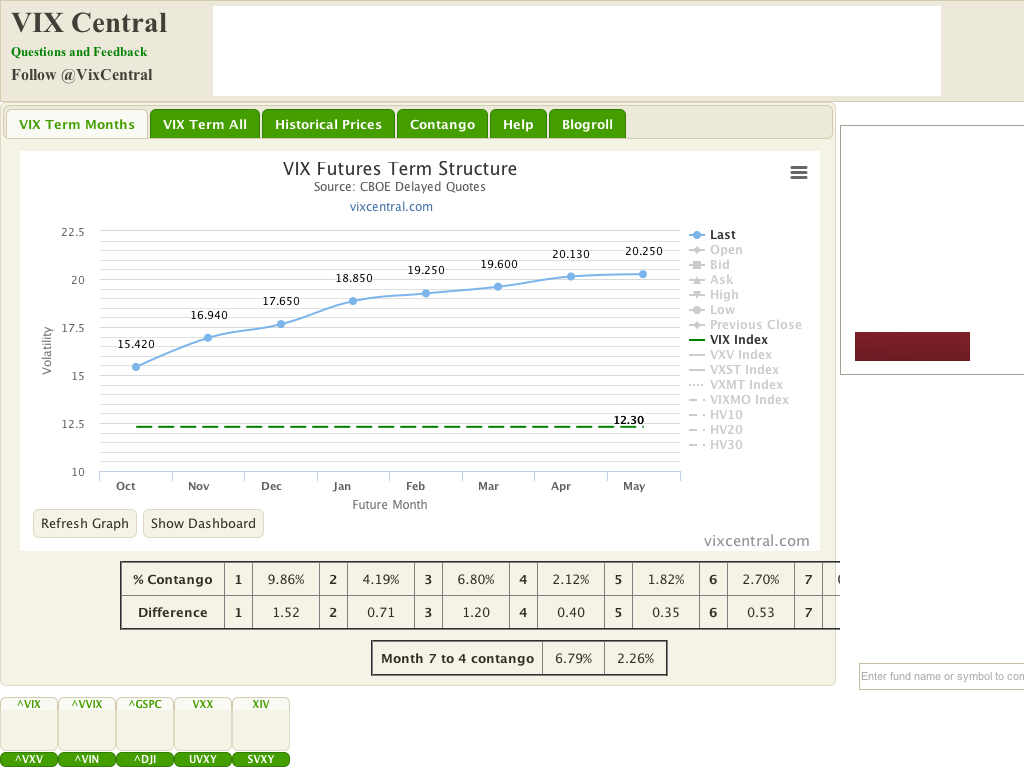 VIX Central
Questions and Feedback
Follow @VixCentral
VIX Term Months VIX Term All Historical Prices Contango Help Blogroll
VIX Futures Term Structure
Source: CBOE Delayed Quotes
vixcentral.com
Volatility
22.5
20
17.5
15
12.5
10
15.420 16.940 17.650 18.850 19.250 19.600 20.130 20.250
12.30
Oct Nov Dec Jan Feb Mar Apr May
Future Month
Last
Open
Bid
Ask
High
Low
Previous Close
VIX Index
VXV Index
VXST Index
VXMT Index
VIXMO Index
HV10
HV20
HV30
Refresh Graph Show Dashboard
vixcentral.com
% Contango 1 9.86% 2 4.19% 3 6.80% 4 2.12% 5 1.82% 6 2.70% 7
Difference 1 1.52 2 0.71 3 1.20 4 0.40 5 0.35 6 0.53 7
Month 7 to 4 contango 6.79% 2.26%
Enter fund name or symbol to
^VIX ^VVIX ^GSPC VXX XIV
^VXV ^VIN ^DJI UVXY SVXY